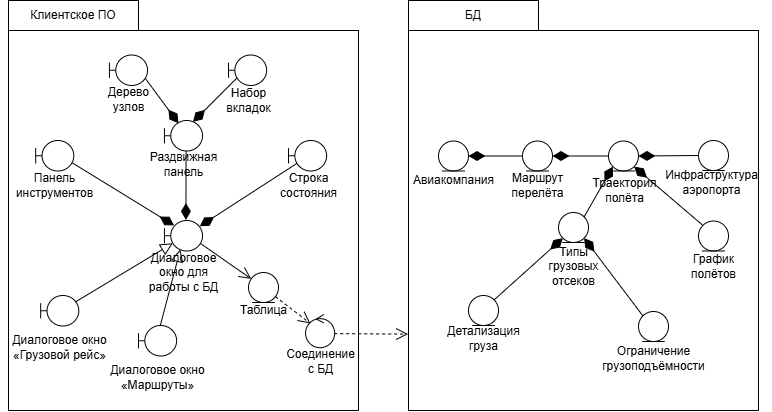 Клиентское ПО
БД
Дерево
узлов
Набор
вкладок
Раздвижная
панель
Панель
инструментов
Строка
состояния
Диалоговое
окно для
работы с БД
Таблица
Соединение
с БД
Диалоговое окно
«Грузовой рейс»
Диалоговое окно
«Маршруты»
Авиакомпания
Маршрут
перелёта
Траектория
полёта
Инфраструктура
аэропорта
Типы
грузовых
отсеков
График
полётов
Детализация
груза
Ограничение
грузоподъёмности